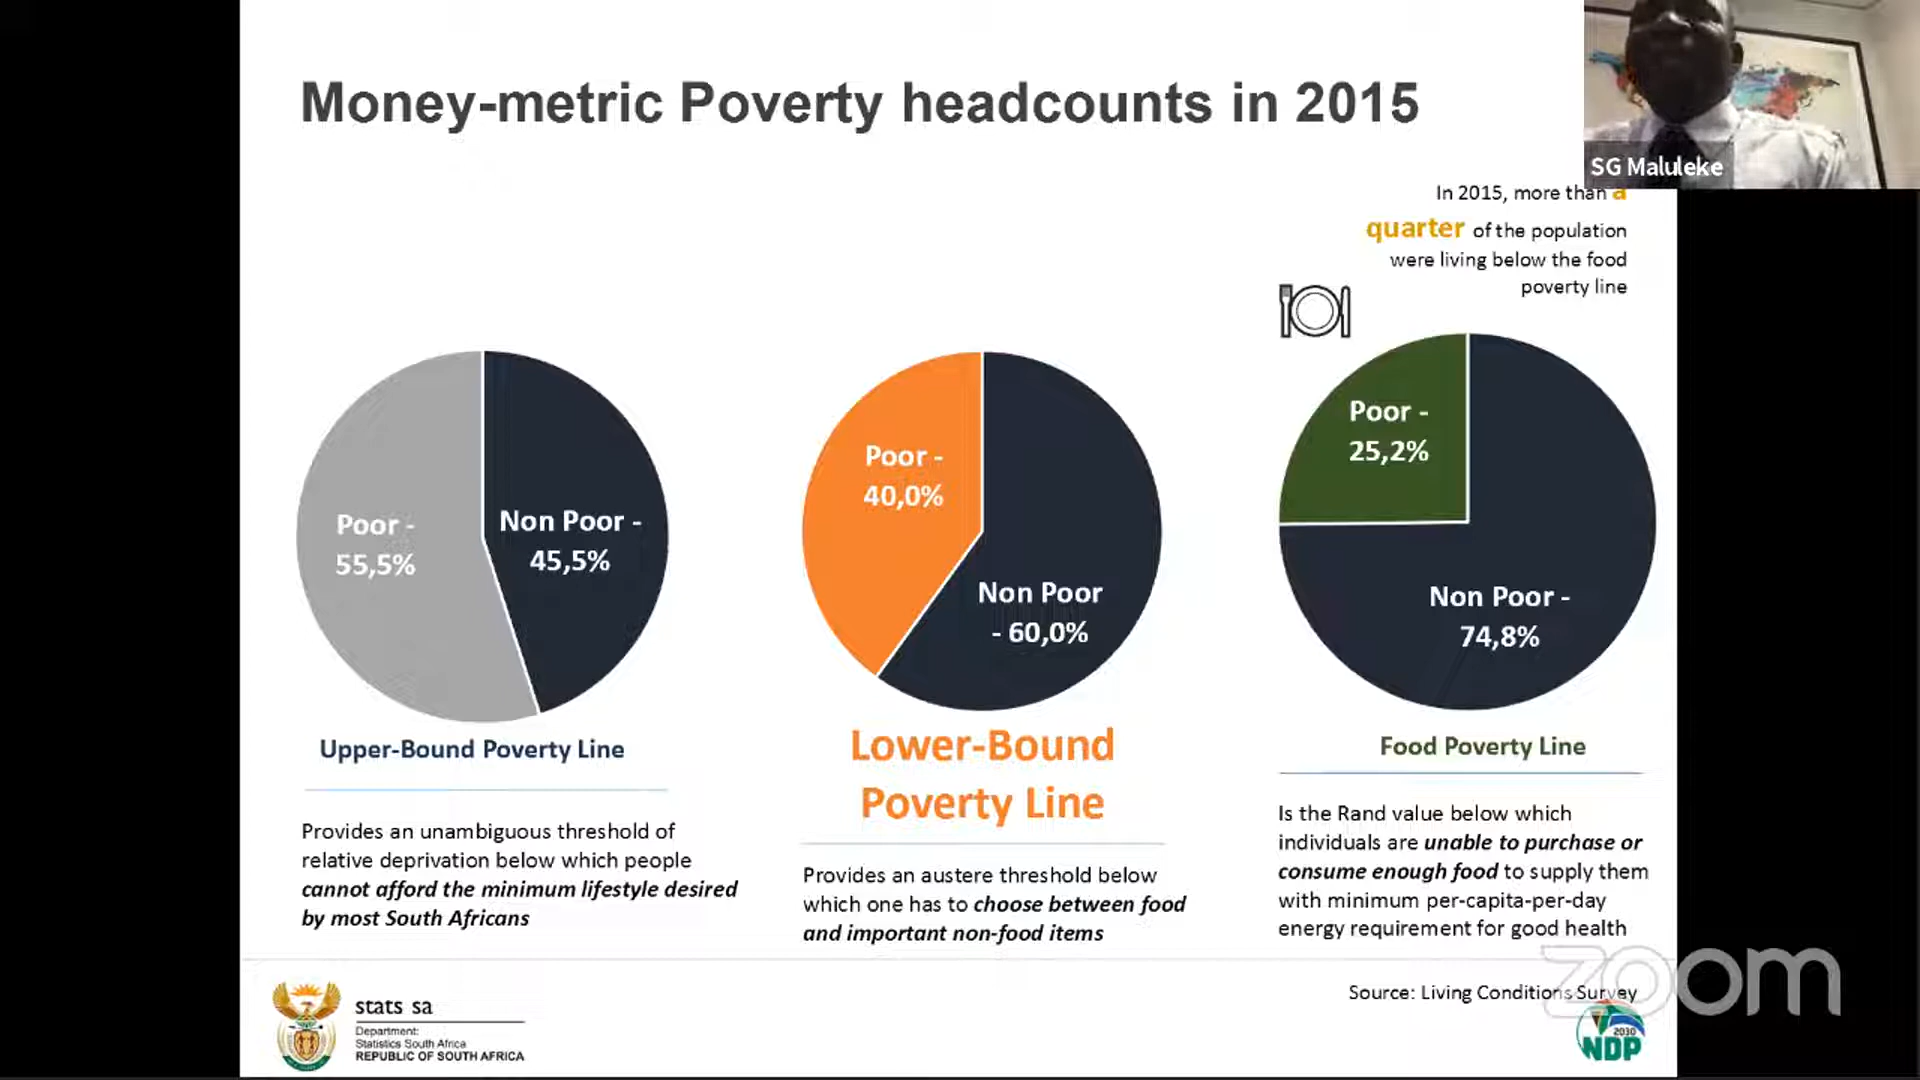 Money-metric Poverty headcounts in 2015
SG Maluleke
In 2015, more than a
quarter of the population
were living below the food
poverty line
Poor -
55,5%
Non Poor -
45,5%
Upper-Bound Poverty Line
Provides an unambiguous threshold of
relative deprivation below which people
cannot afford the minimum lifestyle desired
by most South Africans
Poor -
40,0%
Non Poor
- 60,0%
Lower-Bound
Poverty Line
Provides an austere threshold below
which one has to choose between food
and important non-food items
Poor -
25,2%
Non Poor -
74,8%
Food Poverty Line
Is the Rand value below which
individuals are unable to purchase or
consume enough food to supply them
with minimum per-capita-per-day
energy requirement for good health
Source: Living Conditions Survey
zoom
stats sa
Department:
Statistics South Africa
REPUBLIC OF SOUTH AFRICA
2030
NDP